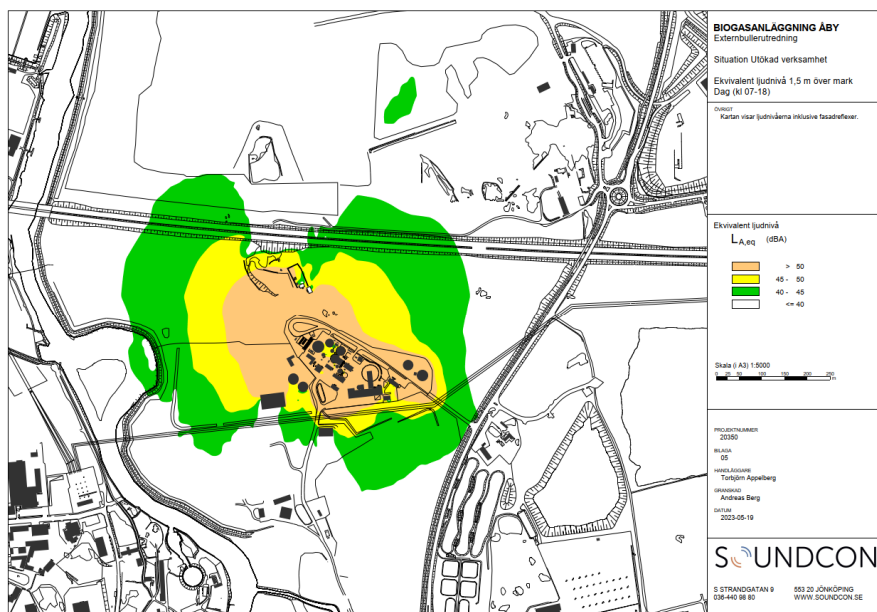 BIOGASANLÄGGNING ÅBY
Externbullerutredning
Situation Utökad verksamhet
Ekvivalent ljudnivå 1,5 m över mark
Dag (kl 07-18)
ÖVRIGT
Kartan visar ljudnivåerna inklusive fasadreflexer.
Ekvivalent ljudnivå
LA,eq (dBA)
> 50
45 - 50
40 - 45
<= 40
Skala (i A3) 1:5000
0 25 50 100 150 200 250
m
PROJEKTNUMMER
20350
BILAGA
05
HANDLÄGGARE
Torbjörn Appelberg
GRANSKAD
Andreas Berg
DATUM
2023-05-19
SOUNDCON
S STRANDGATAN 9 553 20 JÖNKÖPING
036-440 98 80 WWW.SOUNDCON.SE